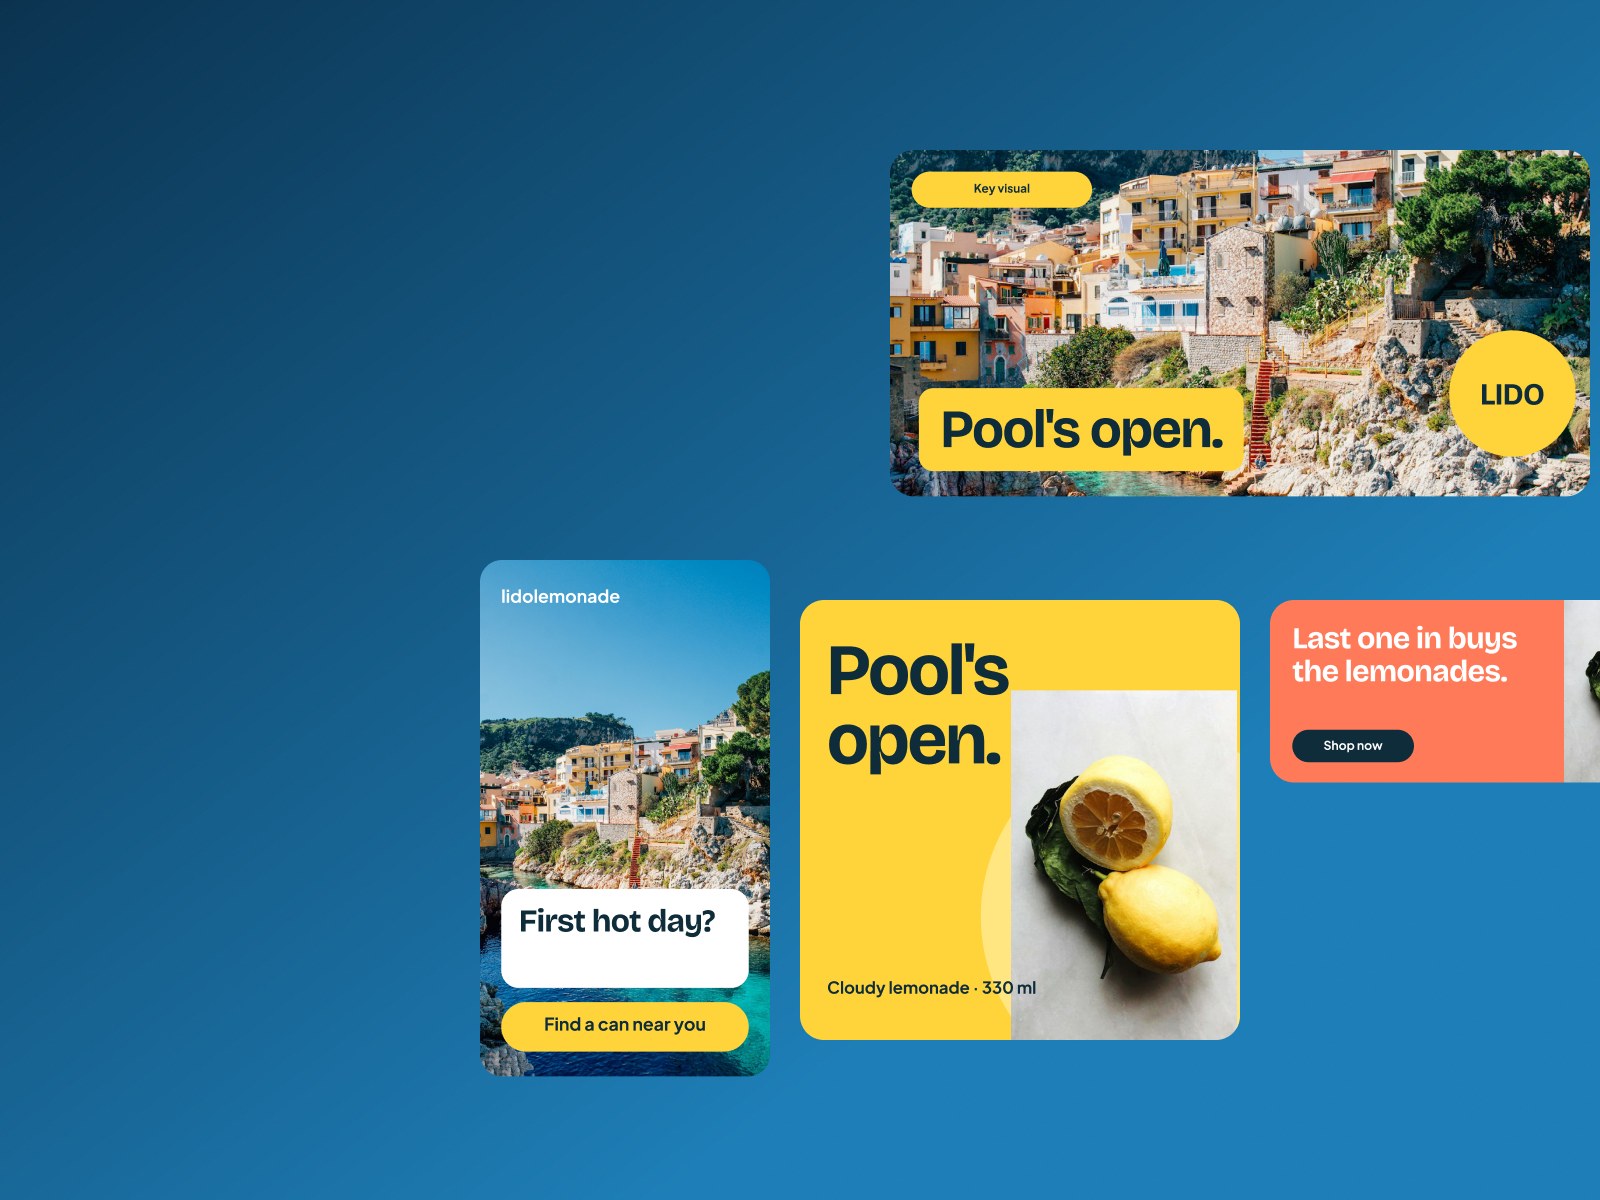 Key visual
Pool's open.
LIDO
lidolemonade
First hot day?
Find a can near you
Pool's
open.
Cloudy lemonade · 330 ml
Last one in buys
the lemonades.
Shop now